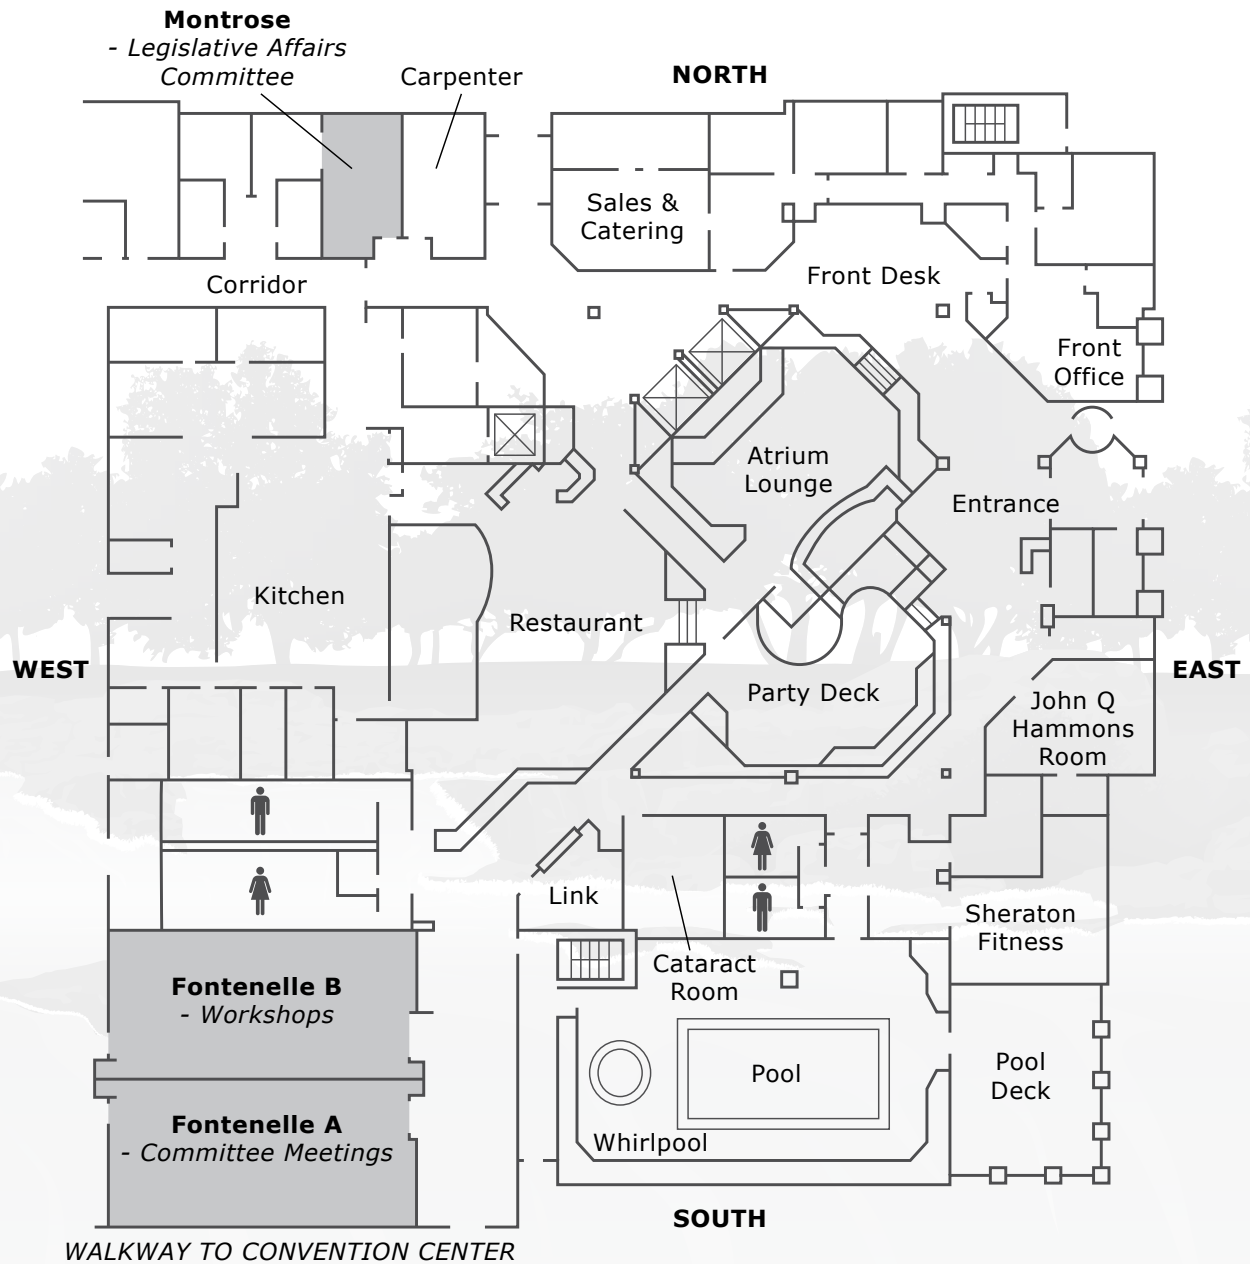 Montrose
- Legislative Affairs
Committee
Carpenter
NORTH
Sales &
Catering
Corridor
Front Desk
Front
Office
Atrium
Lounge
Entrance
Kitchen
Restaurant
WEST
EAST
Party Deck
John Q
Hammons
Room
Link
Sheraton
Fitness
Cataract
Room
Fontenelle B
- Workshops
Pool
Pool
Deck
Fontenelle A
- Committee Meetings
Whirlpool
SOUTH
WALKWAY TO CONVENTION CENTER